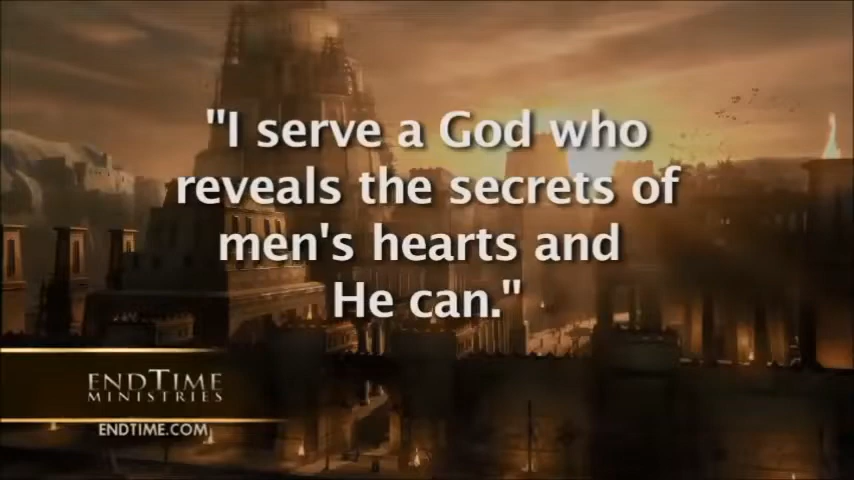 "I serve a God who
reveals the secrets of
men's hearts and
He can."
ENDTIME
MINISTRIES
ENDTIME.COM